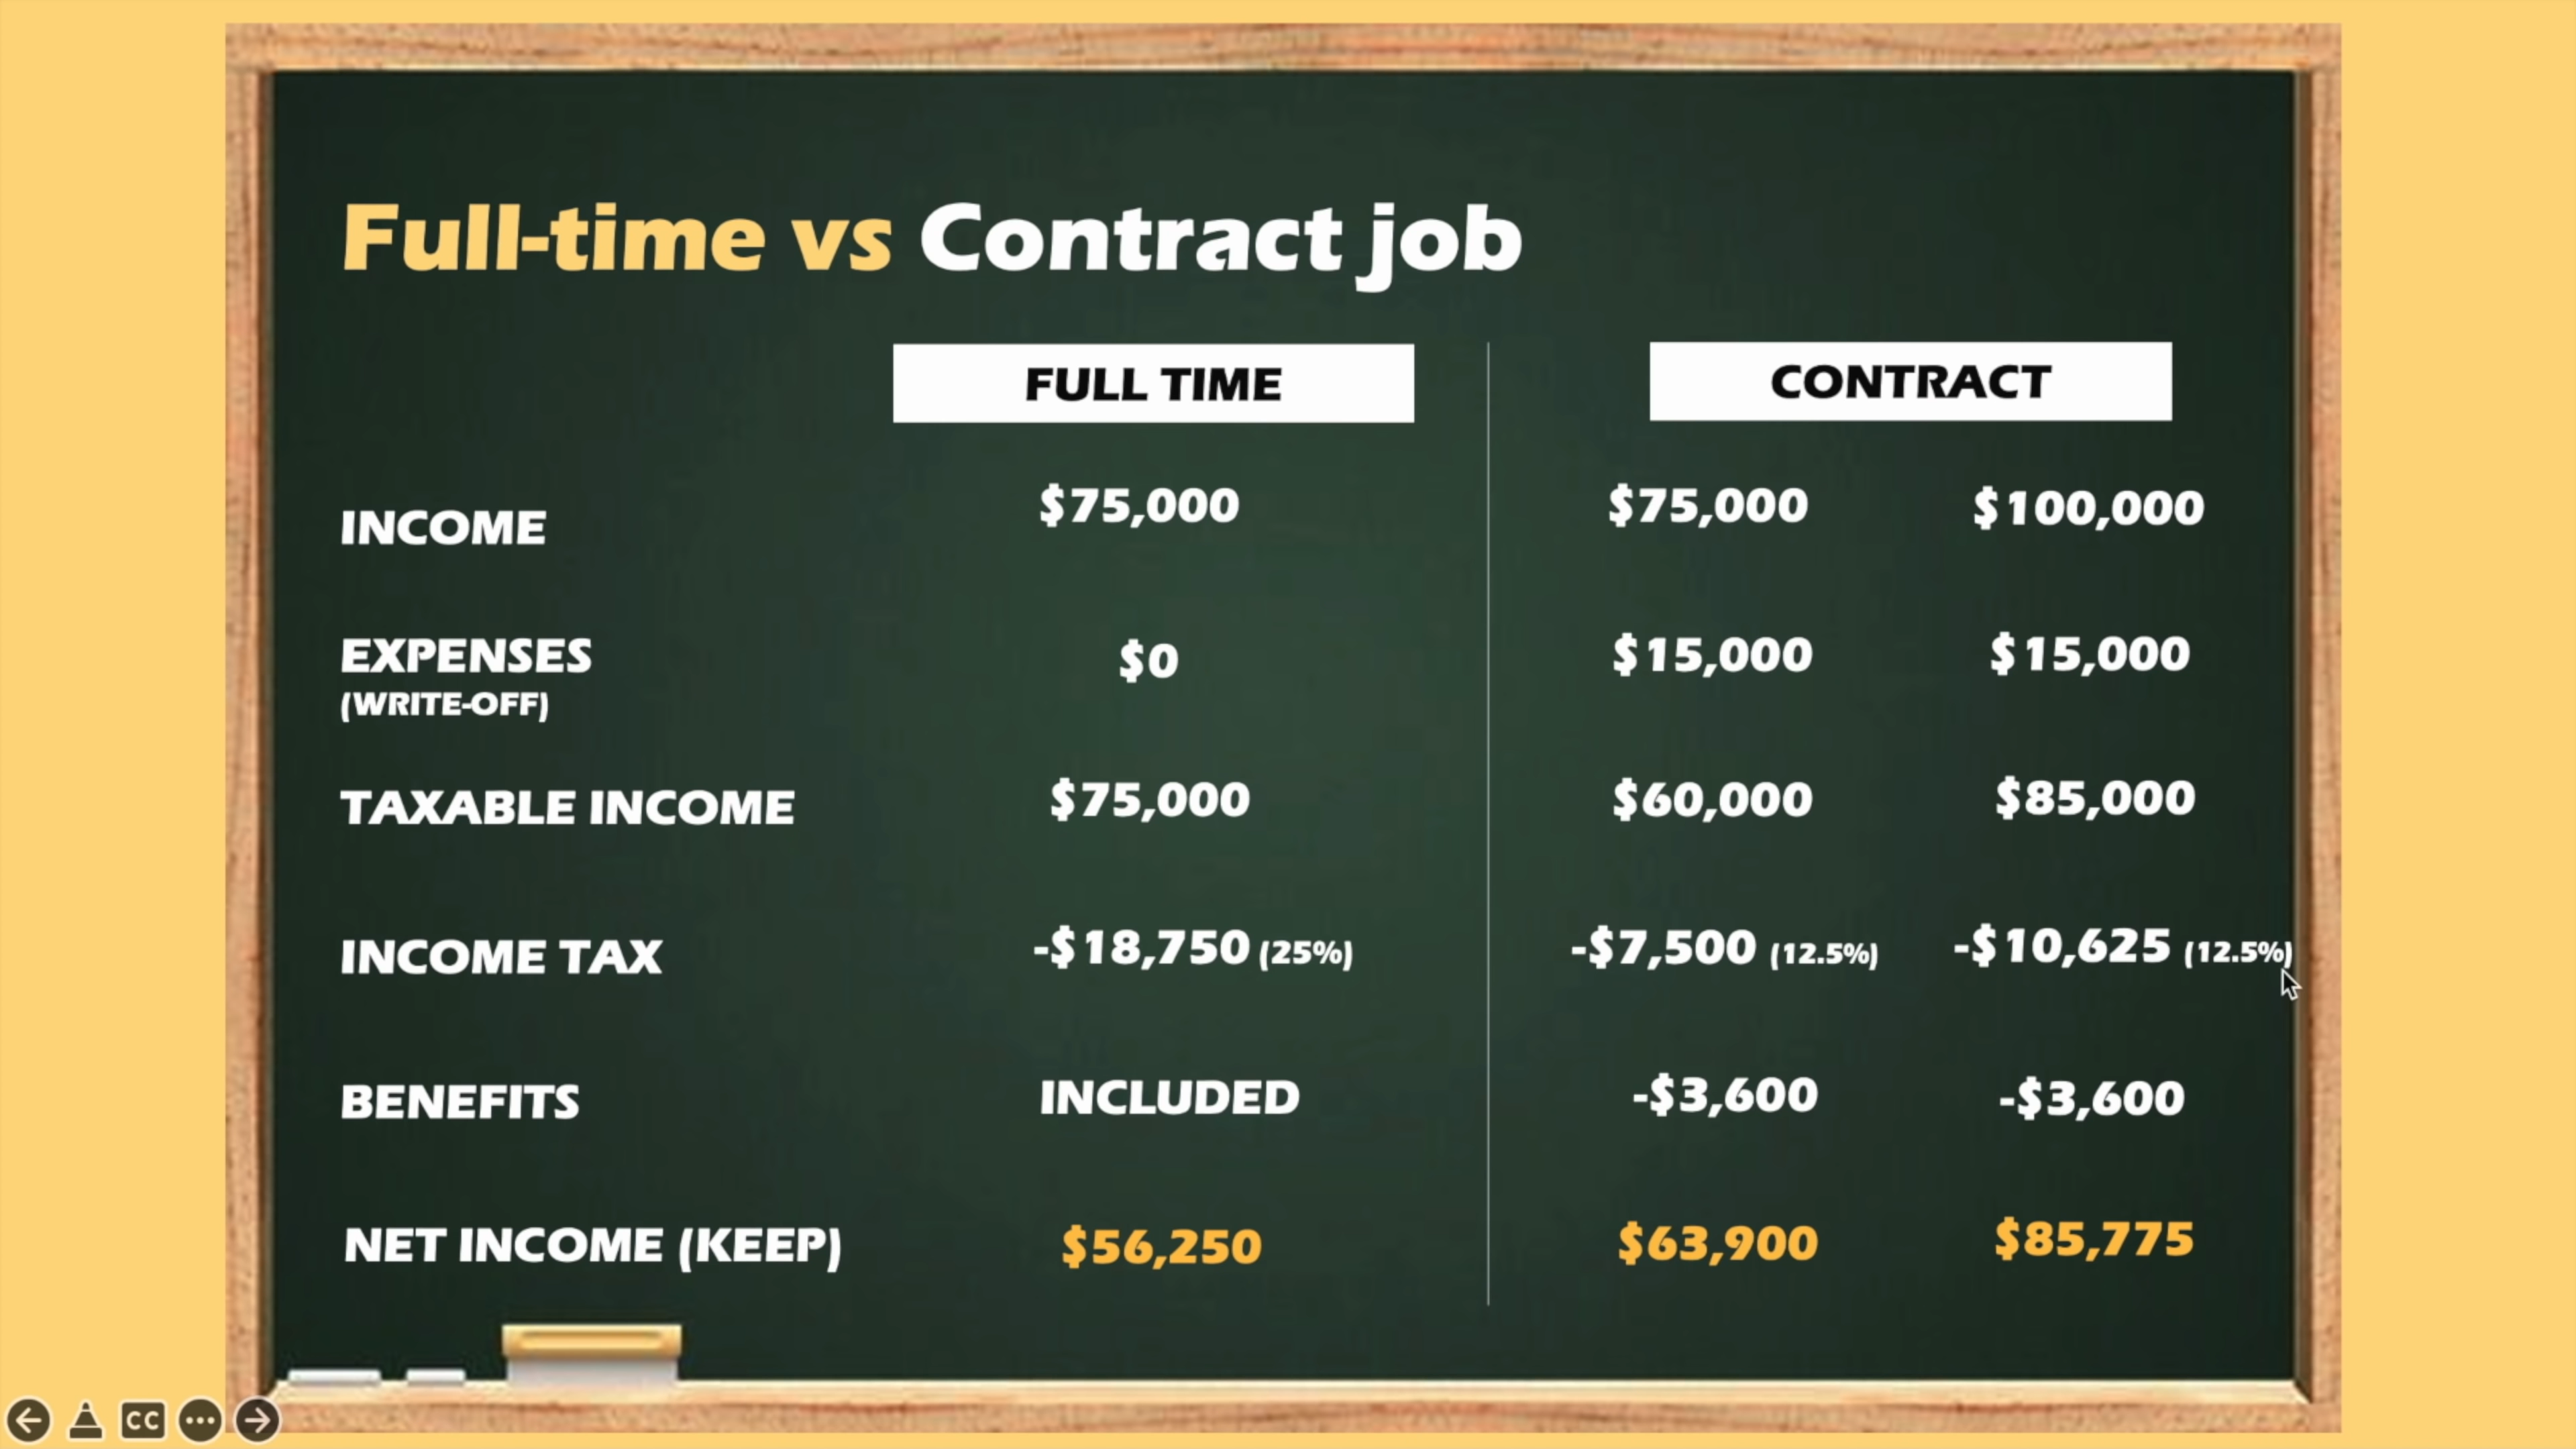 Full-time vs Contract job
FULL TIME CONTRACT
INCOME $75,000 $75,000 $100,000
EXPENSES $0 $15,000 $15,000
(WRITE-OFF)
TAXABLE INCOME $75,000 $60,000 $85,000
INCOME TAX -$18,750 (25%) -$7,500 (12.5%) -$10,625 (12.5%)
BENEFITS INCLUDED -$3,600 -$3,600
NET INCOME (KEEP) $56,250 $63,900 $85,775
CC